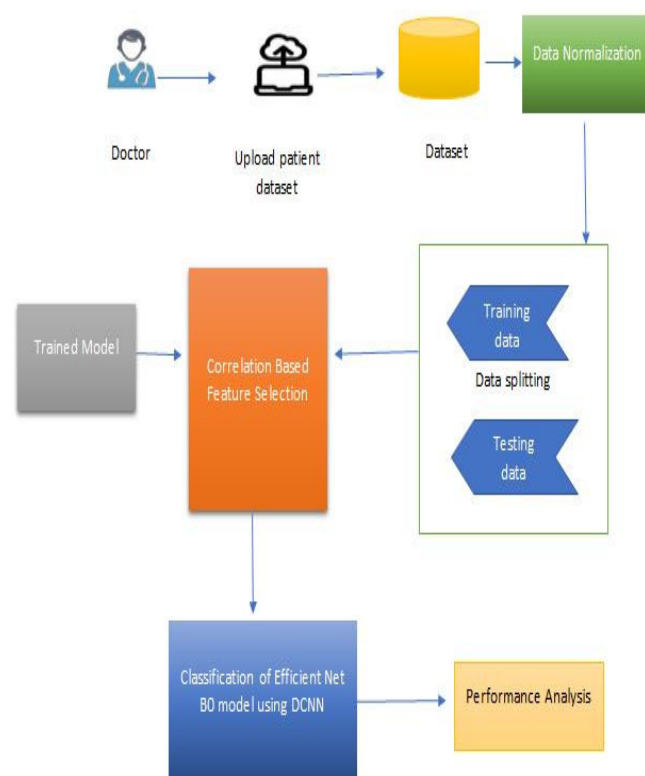 Data Normalization
Doctor
Upload patient
dataset
Dataset
Training
data
Data splitting
Testing
data
Trained Model
Correlation Based
Feature Selection
Classification of Efficient Net
B0 model using DCNN
Performance Analysis